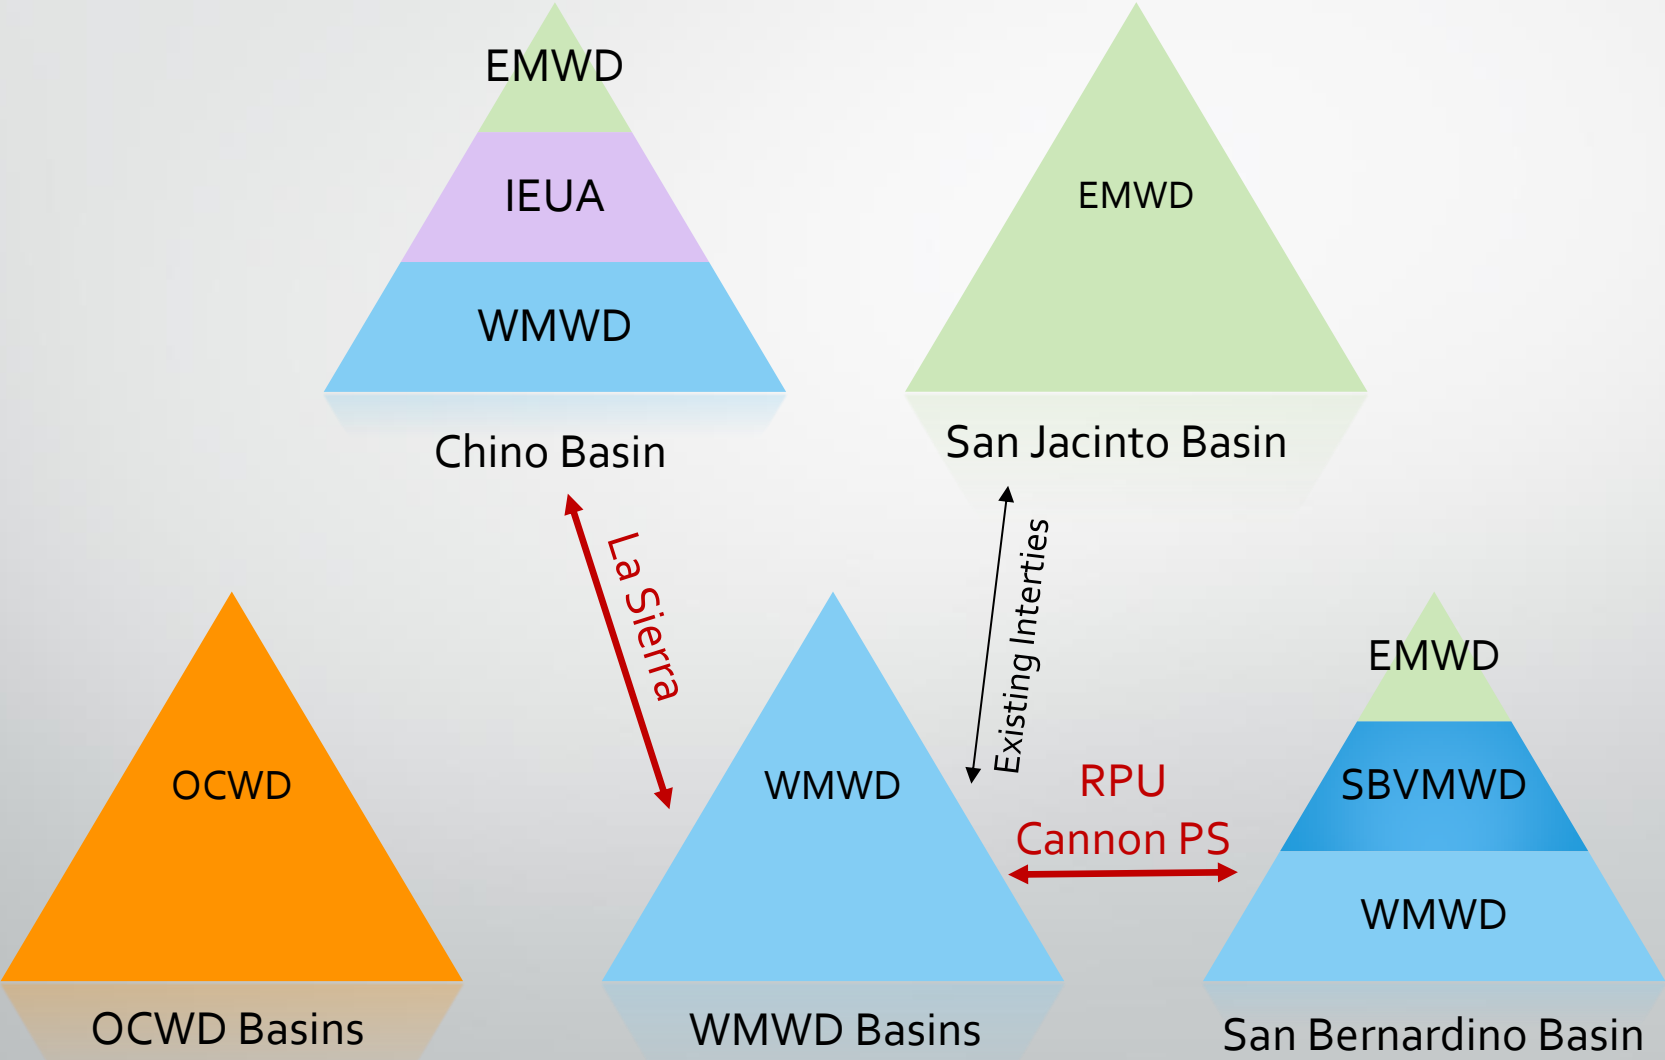 EMWD
IEUA
WMWD
Chino Basin
EMWD
San Jacinto Basin
La Sierra
Existing Interties
OCWD
OCWD Basins
WMWD
WMWD Basins
RPU
Cannon PS
EMWD
SBVMWD
WMWD
San Bernardino Basin